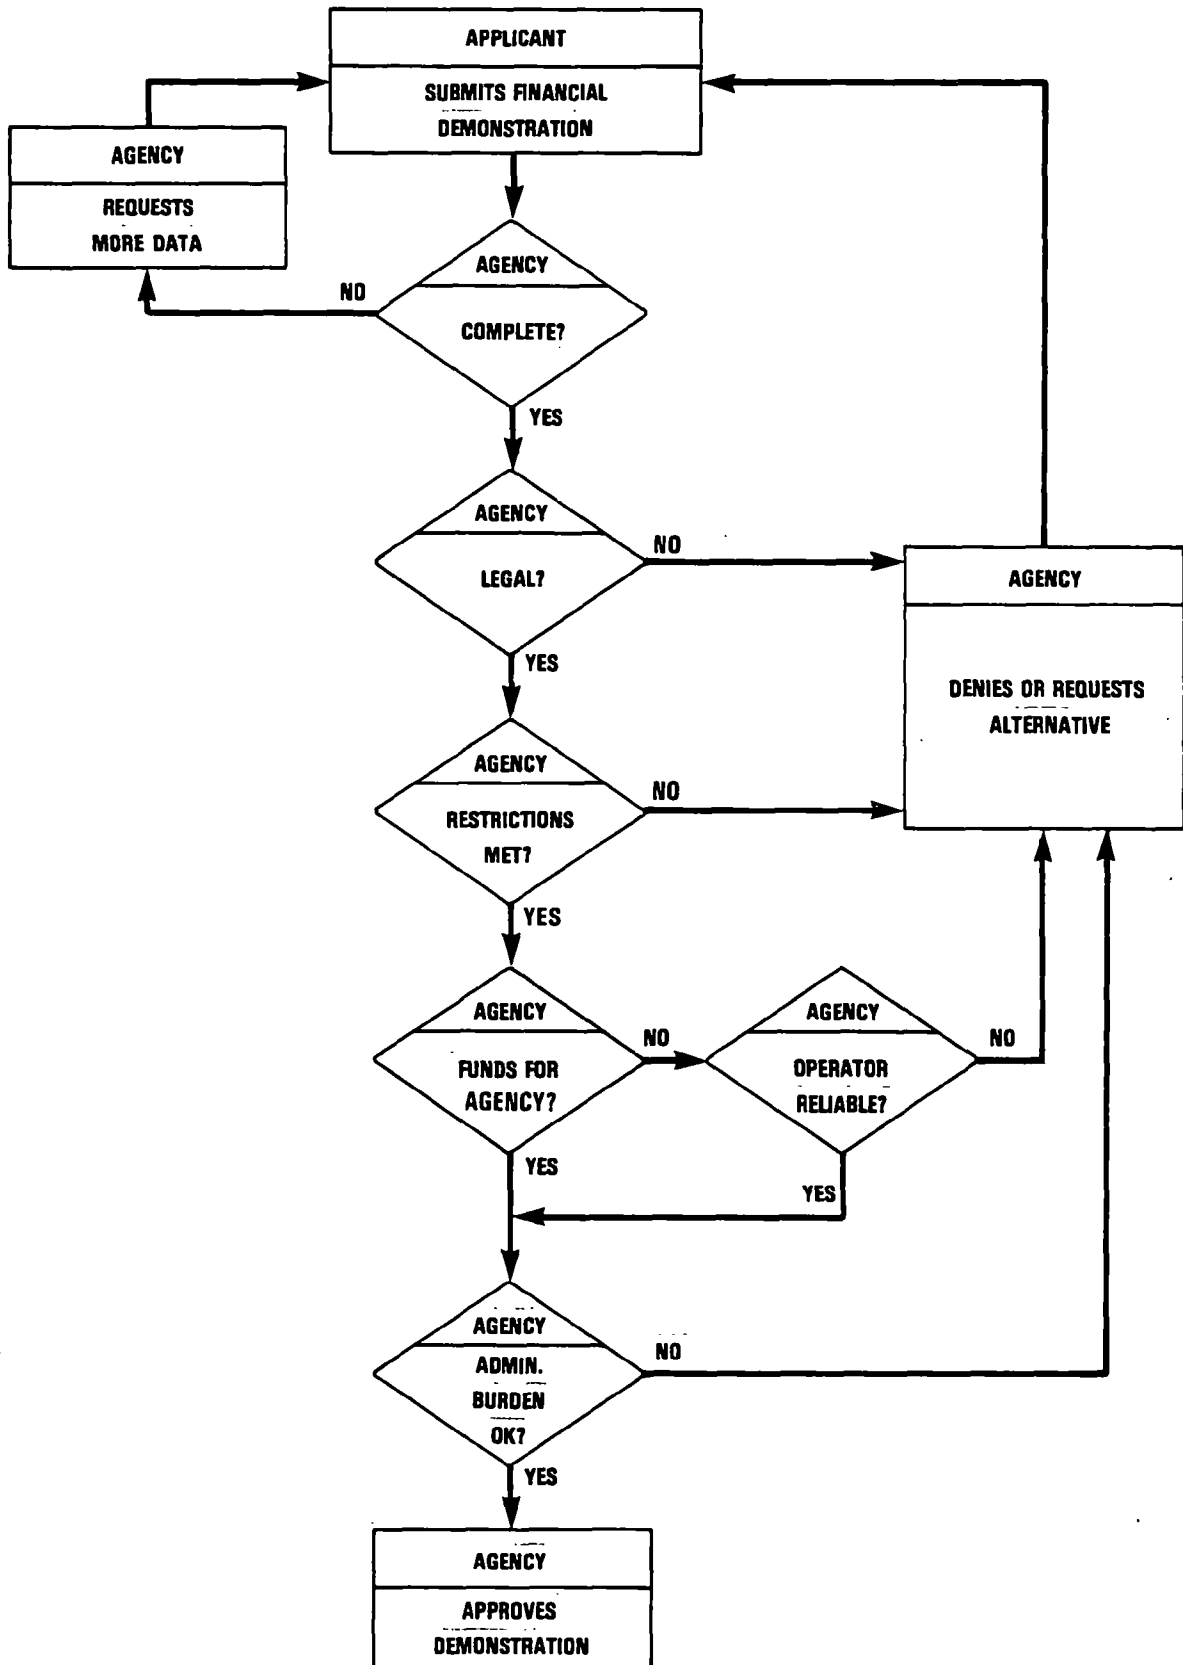 APPLICANT
SUBMITS FINANCIAL
DEMONSTRATION
AGENCY
REQUESTS
MORE DATA
AGENCY
COMPLETE?
NO
YES
AGENCY
LEGAL?
NO
YES
AGENCY
DENIES OR REQUESTS
ALTERNATIVE
AGENCY
RESTRICTIONS
MET?
NO
YES
AGENCY
FUNDS FOR
AGENCY?
NO
YES
AGENCY
OPERATOR
RELIABLE?
NO
YES
AGENCY
ADMIN.
BURDEN
OK?
NO
YES
AGENCY
APPROVES
DEMONSTRATION